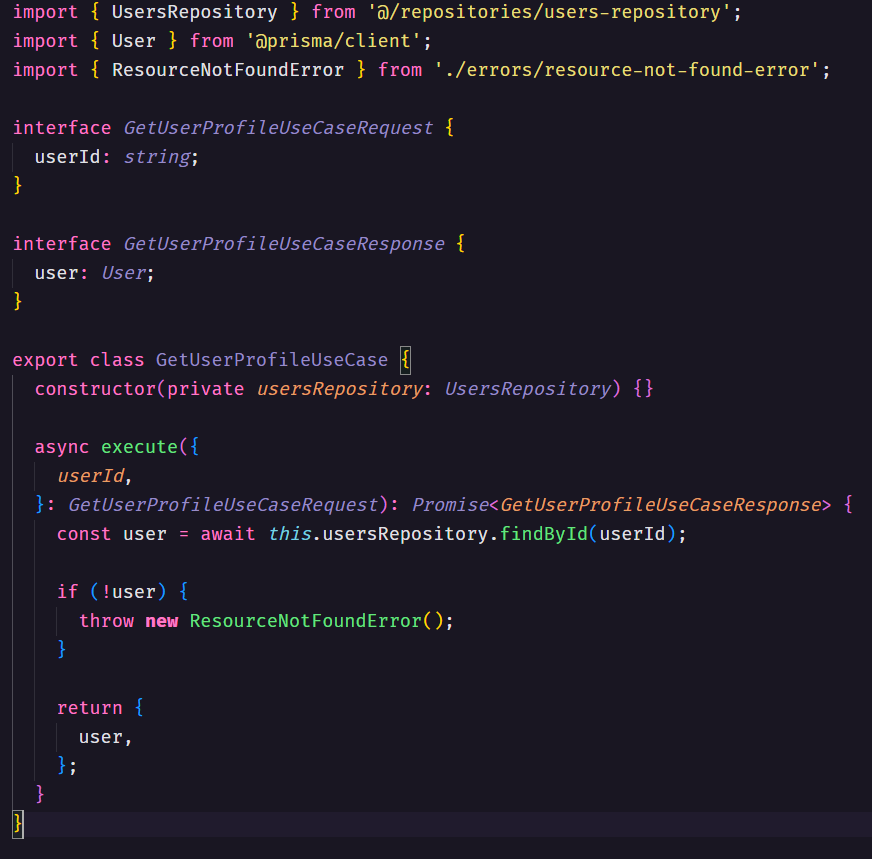 import { UsersRepository } from '@/repositories/users-repository';
import { User } from '@prisma/client';
import { ResourceNotFoundError } from './errors/resource-not-found-error';

interface GetUserProfileUseCaseRequest {
  userId: string;
}

interface GetUserProfileUseCaseResponse {
  user: User;
}

export class GetUserProfileUseCase {
  constructor(private usersRepository: UsersRepository) {}

  async execute({
    userId,
  }: GetUserProfileUseCaseRequest): Promise<GetUserProfileUseCaseResponse> {
    const user = await this.usersRepository.findById(userId);

    if (!user) {
      throw new ResourceNotFoundError();
    }

    return {
      user,
    };
  }
}